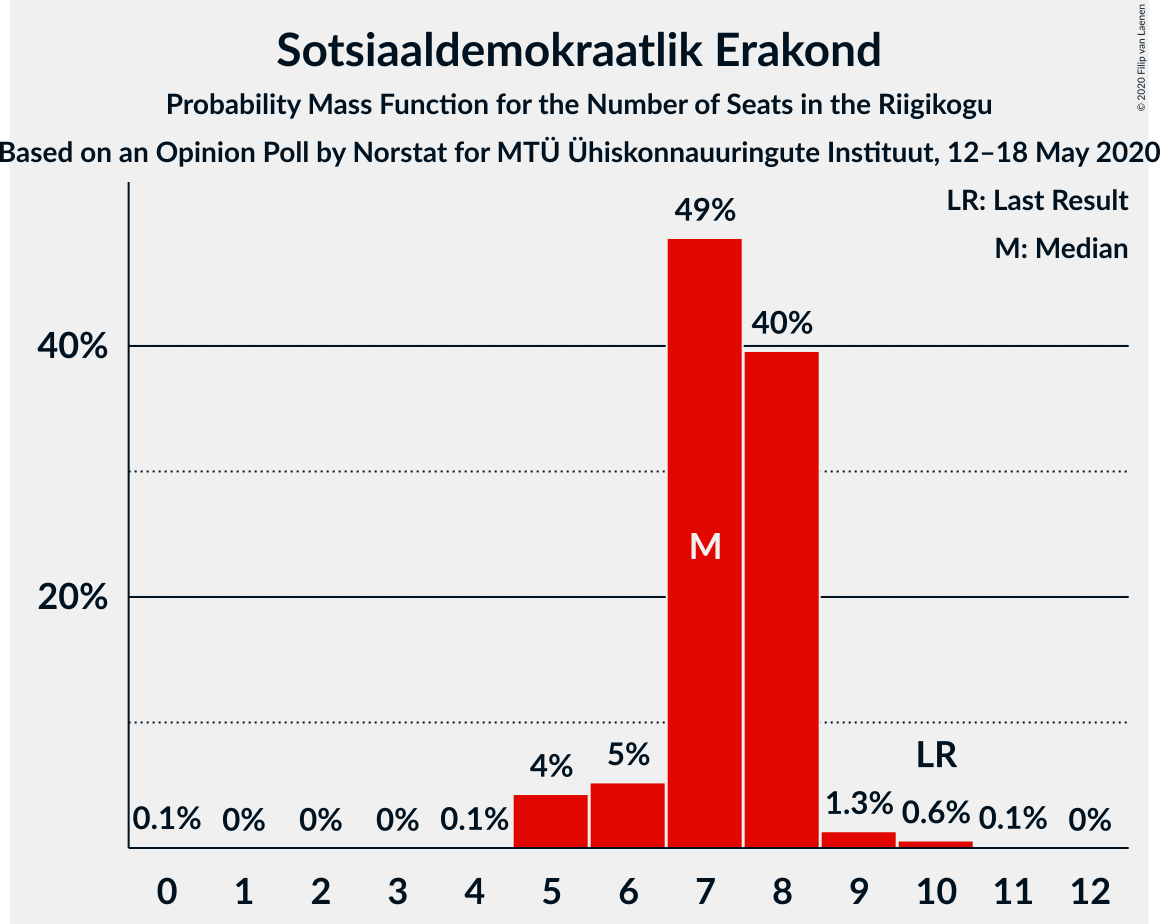 Sotsiaaldemokraatlik Erakond
Probability Mass Function for the Number of Seats in the Riigikogu
Based on an Opinion Poll by Norstat for MTÜ Ühiskonnauuringute Instituut, 12–18 May 2020
© 2020 Filip van Laenen
LR: Last Result
M: Median
49%
40%
40%
20%
M
LR
0.1% 0% 0% 0% 0.1% 4% 5% 1.3% 0.6% 0.1% 0%
0 1 2 3 4 5 6 7 8 9 10 11 12